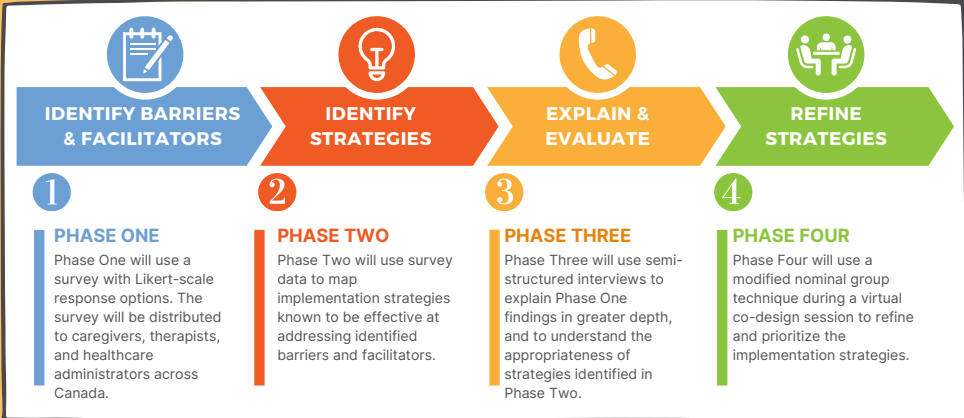 IDENTIFY BARRIERS
& FACILITATORS
IDENTIFY
STRATEGIES
EXPLAIN &
EVALUATE
REFINE
STRATEGIES
1
PHASE ONE
Phase One will use a
survey with Likert-scale
response options. The
survey will be distributed
to caregivers, therapists,
and healthcare
administrators across
Canada.
2
PHASE TWO
Phase Two will use survey
data to map
implementation strategies
known to be effective at
addressing identified
barriers and facilitators.
3
PHASE THREE
Phase Three will use semi-
structured interviews to
explain Phase One
findings in greater depth,
and to understand the
appropriateness of
strategies identified in
Phase Two.
4
PHASE FOUR
Phase Four will use a
modified nominal group
technique during a virtual
co-design session to refine
and prioritize the
implementation strategies.